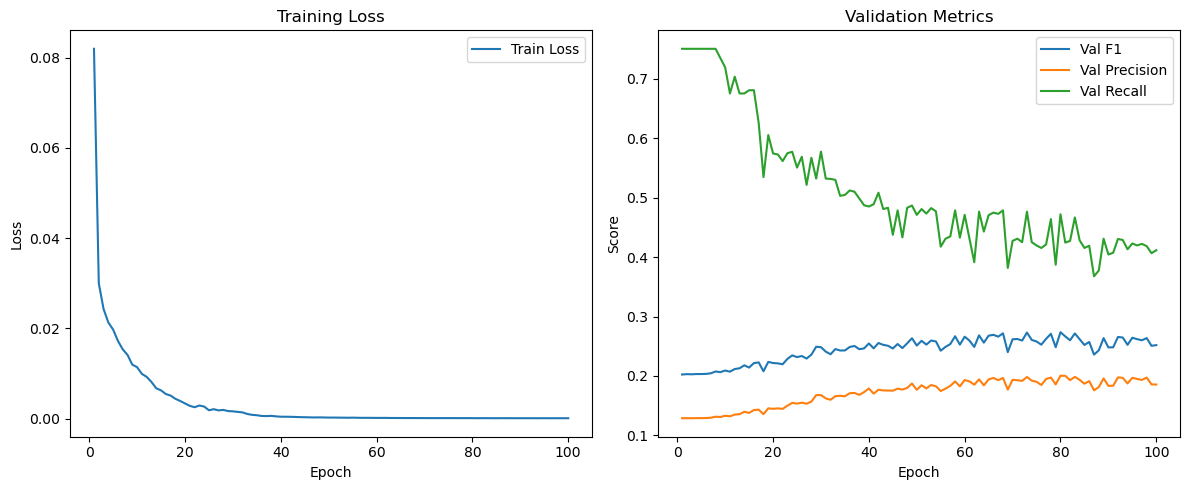 Training Loss
Train Loss
Loss
0.08
0.06
0.04
0.02
0.00
0
20
40
60
80
100
Epoch
Validation Metrics
Val F1
Val Precision
Val Recall
Score
0.7
0.6
0.5
0.4
0.3
0.2
0.1
0
20
40
60
80
100
Epoch